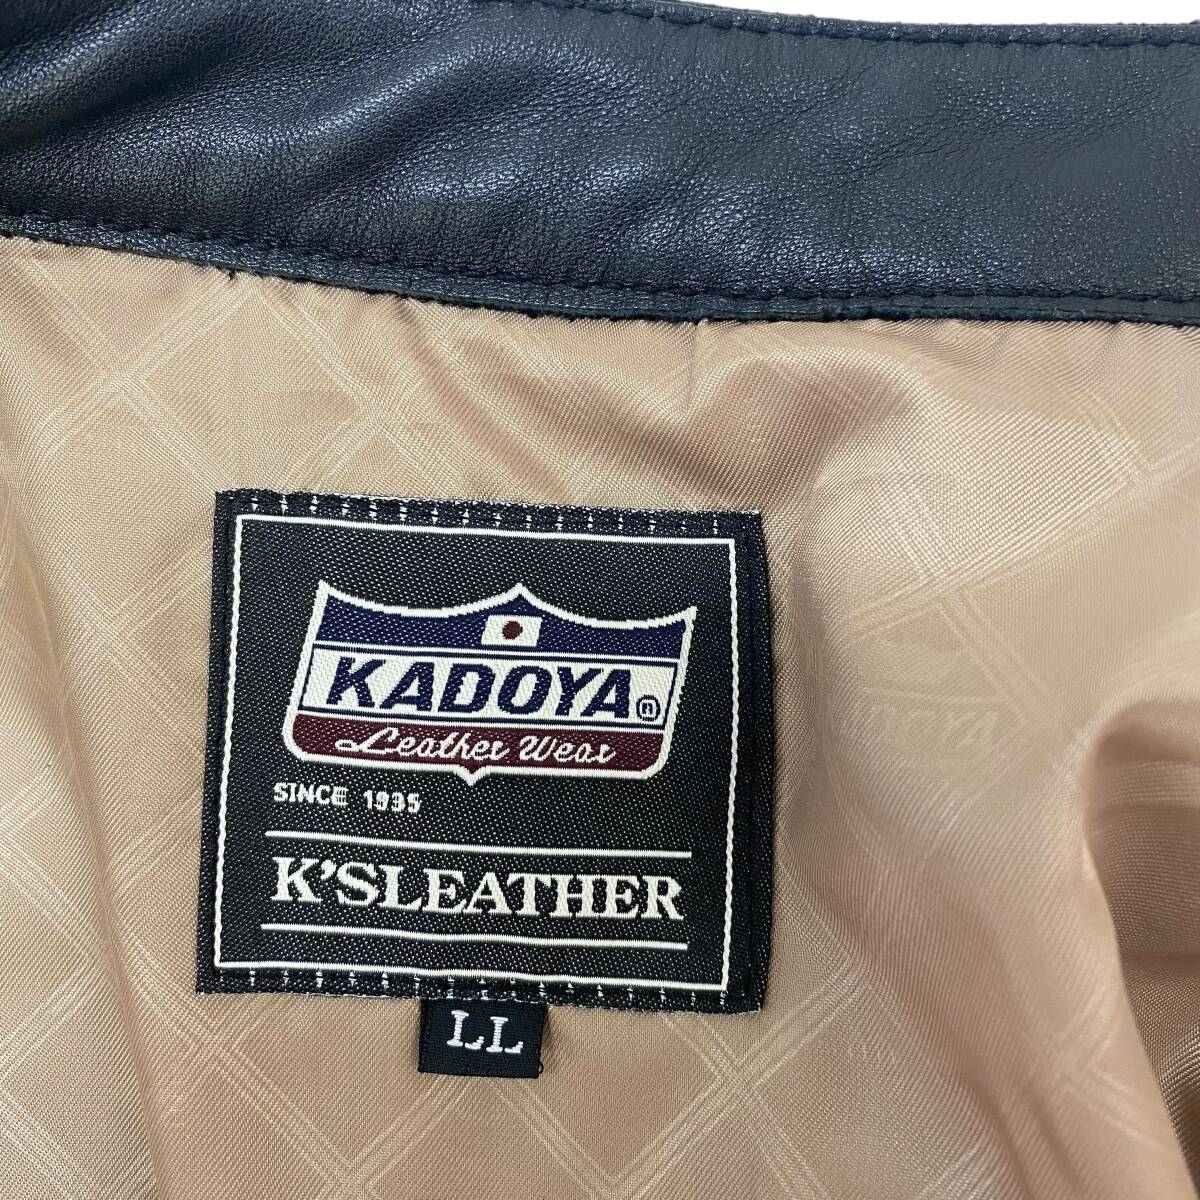 KADOYA®
Leather Wear
SINCE 1935
K'SLEATHER
LL